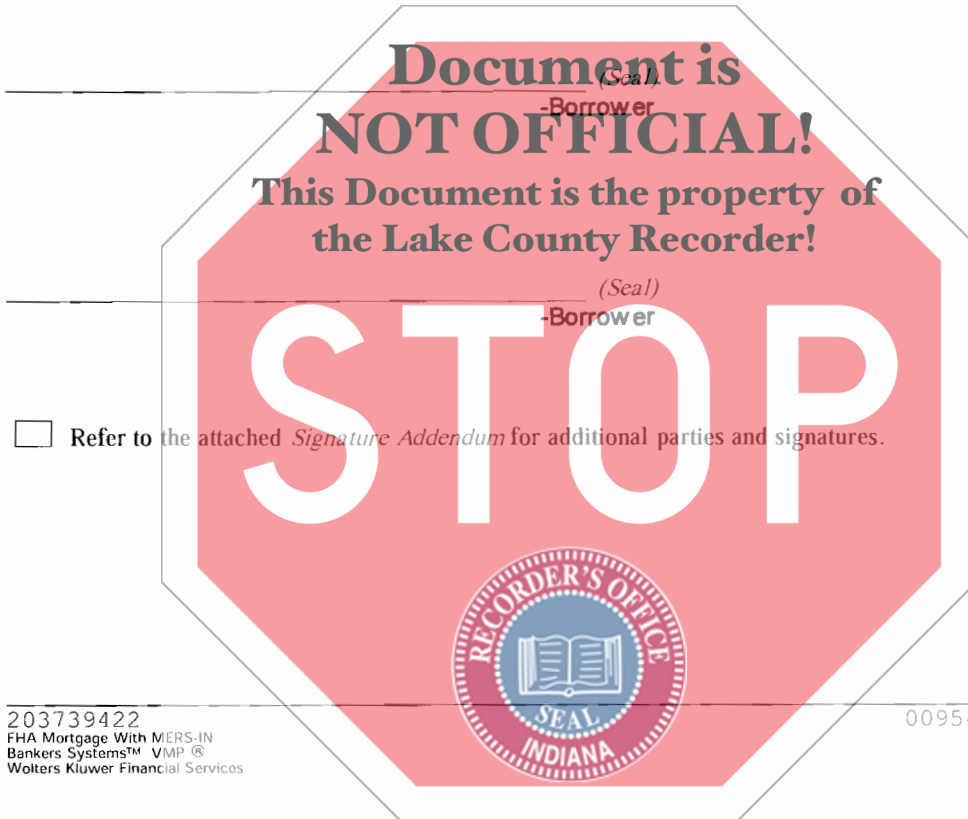 Document is
(Seal)
-Borrower
NOT OFFICIAL!
This Document is the property of
the Lake County Recorder!
(Seal)
-Borrower
STOP
Refer to the attached Signature Addendum for additional parties and signatures.
RECORDER'S OFFICE
SEAL
INDIANA
203739422
FHA Mortgage With MERS-IN
Bankers Systems™ VMP ®
Wolters Kluwer Financial Services